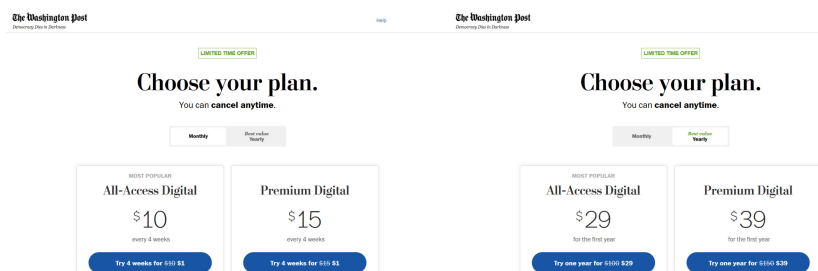 The Washington Post
Democracy Dies in Darkness
Help
LIMITED TIME OFFER
Choose your plan.
You can cancel anytime.
Monthly
Best value
Yearly
MOST POPULAR
All-Access Digital
$10
every 4 weeks
Try 4 weeks for $10 $1
Premium Digital
$15
every 4 weeks
Try 4 weeks for $15 $1
The Washington Post
Democracy Dies in Darkness
LIMITED TIME OFFER
Choose your plan.
You can cancel anytime.
Monthly
Best value
Yearly
MOST POPULAR
All-Access Digital
$29
for the first year
Try one year for $100 $29
Premium Digital
$39
for the first year
Try one year for $150 $39